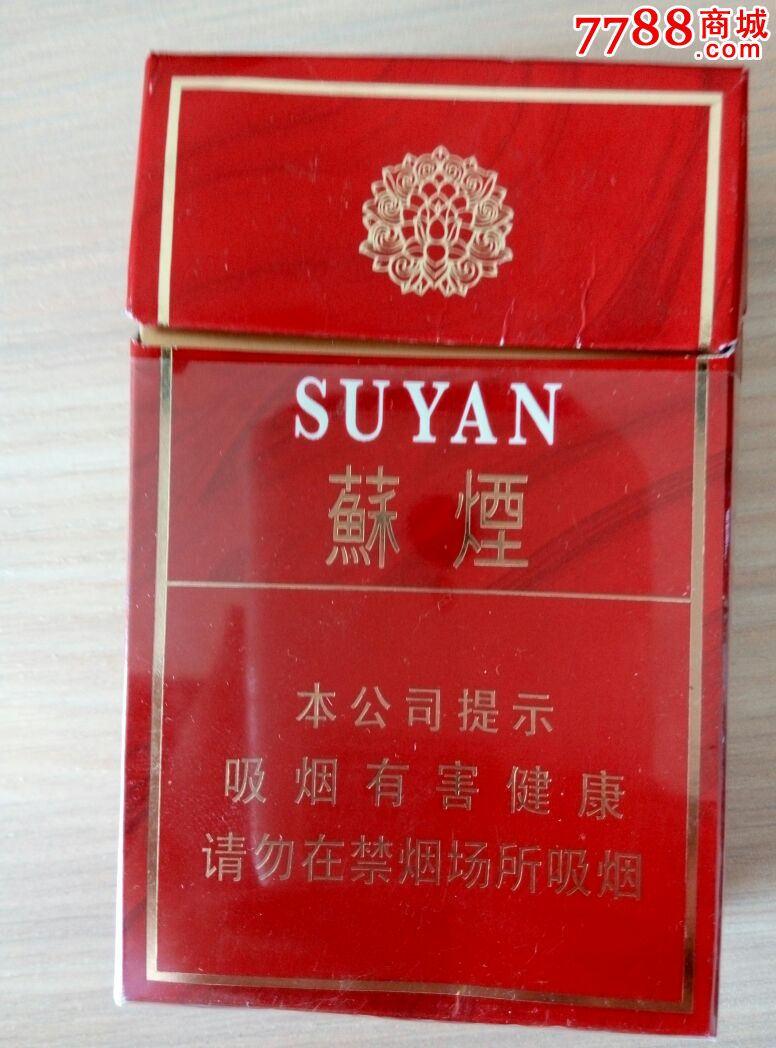 7788商城
.com
SUYAN
蘇煙
本公司提示
吸烟有害健康
请勿在禁烟场所吸烟